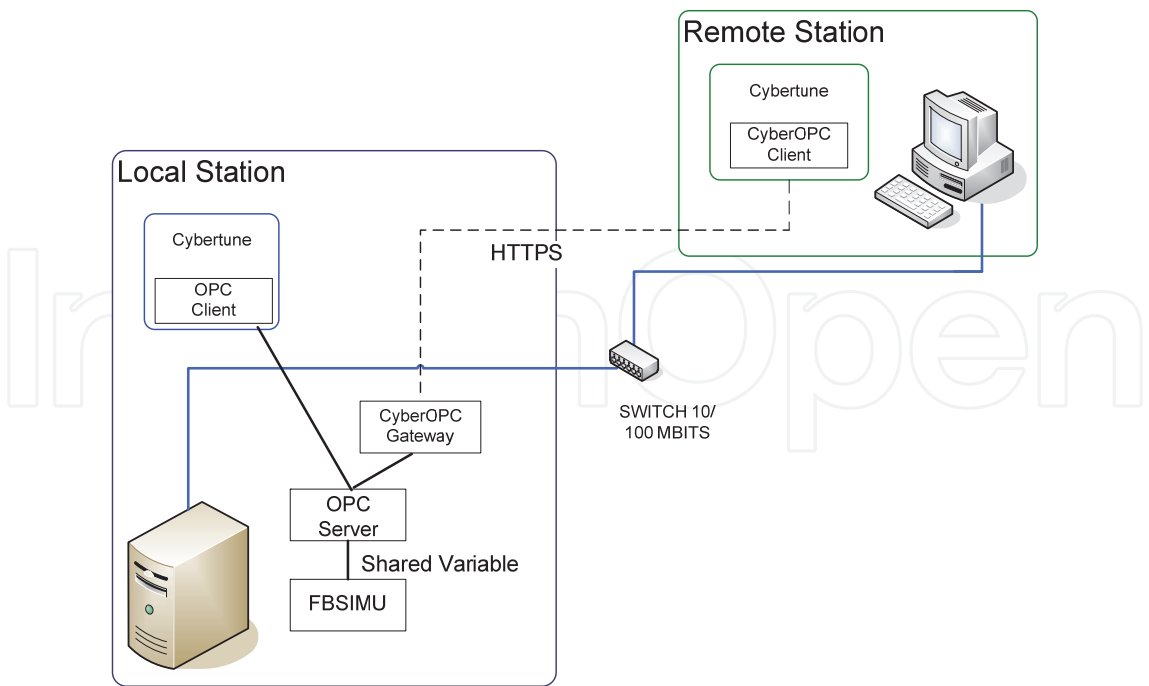 Remote Station
Cybertune
CyberOPC
Client
Local Station
Cybertune
OPC
Client
HTTPS
SWITCH 10/
100 MBITS
CyberOPC
Gateway
OPC
Server
Shared Variable
FBSIMU